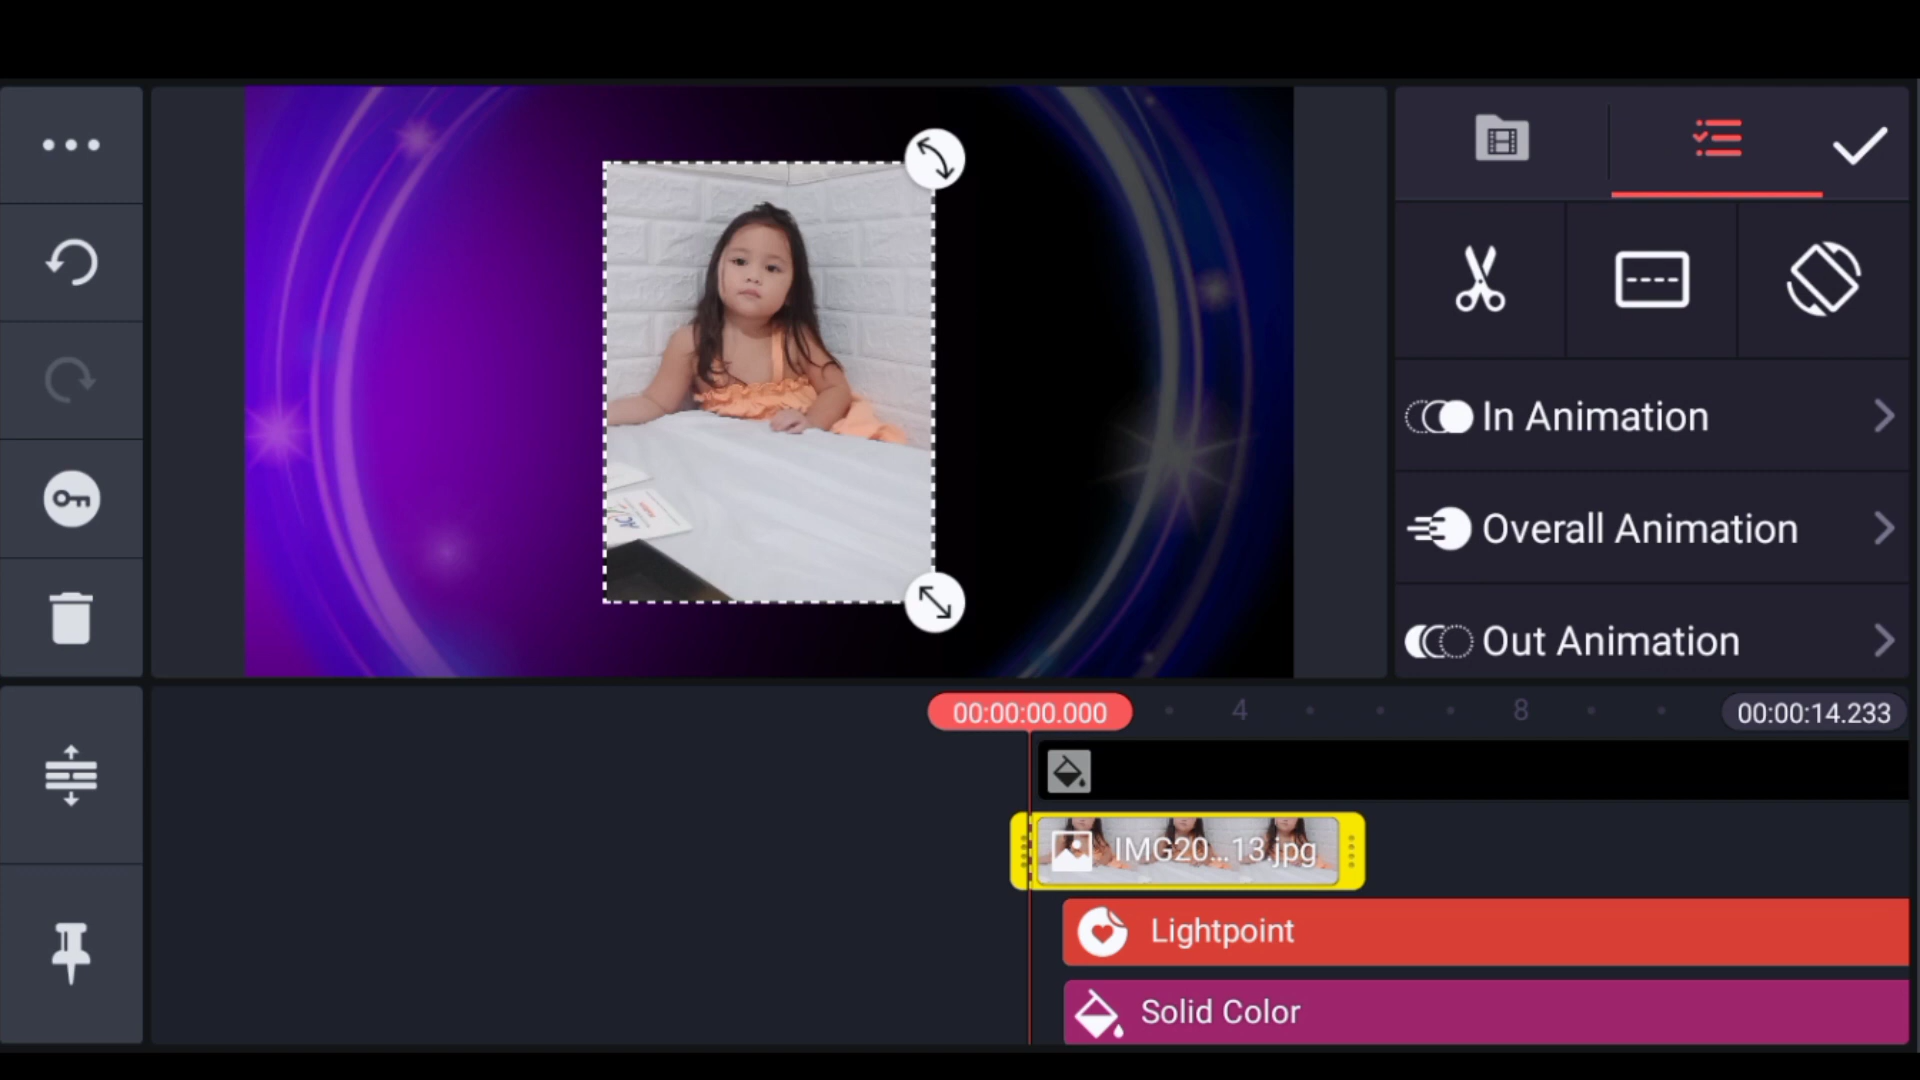 In Animation
Overall Animation
Out Animation
00:00:00.000
4
8
00:00:14.233
IMG20...13.jpg
Lightpoint
Solid Color